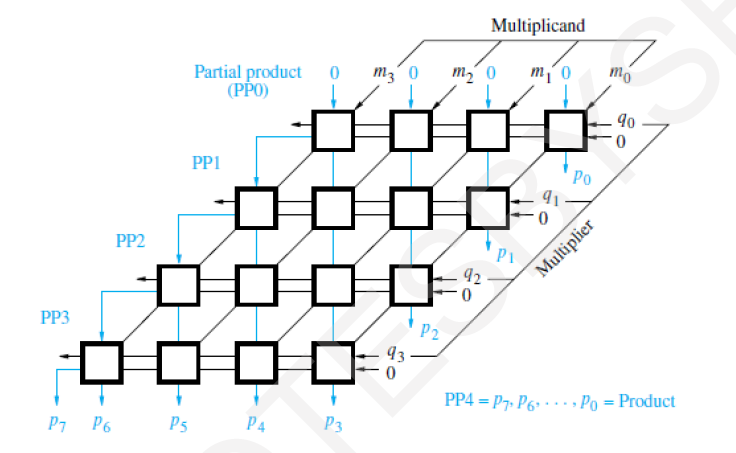 Multiplicand
Partial product 0 m3 0 m2 0 m1 0 m0
(PP0)
q0
0
PP1
p0
q1
0
PP2
p1
Multiplier
q2
0
PP3
p2
q3
0
PP4 = p7, p6, . . . , p0 = Product
p7 p6 p5 p4 p3